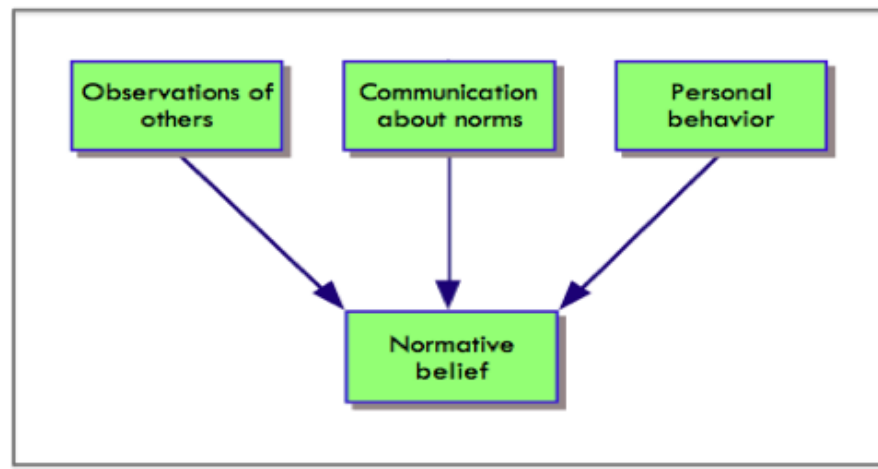 Observations of
others
Communication
about norms
Personal
behavior
Normative
belief